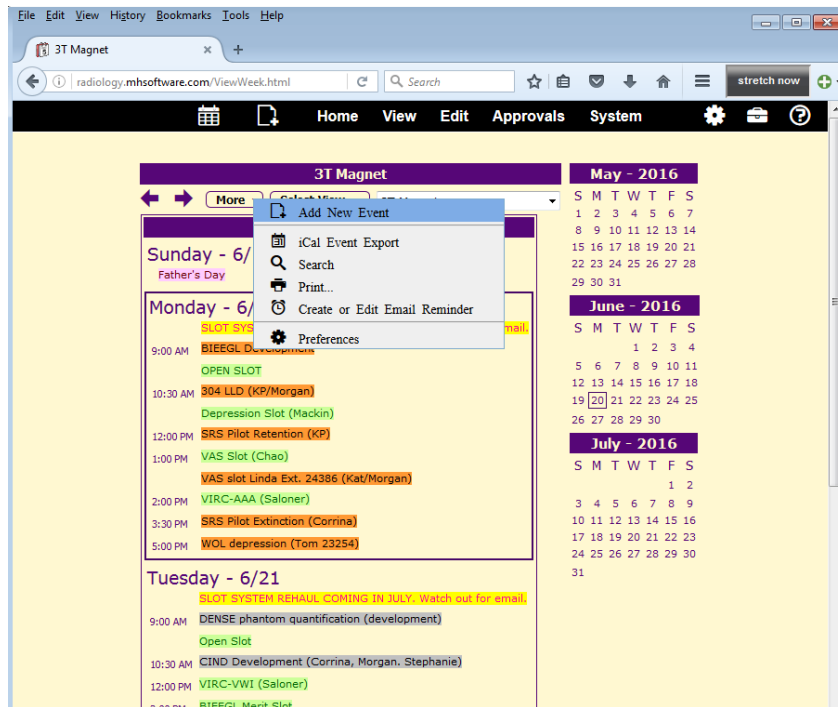 File Edit View History Bookmarks Tools Help
3T Magnet
radiology.mhsoftware.com/ViewWeek.html
Search
stretch now
Home View Edit Approvals System
3T Magnet
More
Add New Event
iCal Event Export
Search
Print...
Create or Edit Email Reminder
Preferences
Sunday - 6/
Father's Day
Monday - 6/
SLOT SYS
mail.
9:00 AM BIEEGL Development
OPEN SLOT
10:30 AM 304 LLD (KP/Morgan)
Depression Slot (Mackin)
12:00 PM SRS Pilot Retention (KP)
1:00 PM VAS Slot (Chao)
VAS slot Linda Ext. 24386 (Kat/Morgan)
2:00 PM VIRC-AAA (Saloner)
3:30 PM SRS Pilot Extinction (Corrina)
5:00 PM WOL depression (Tom 23254)
Tuesday - 6/21
SLOT SYSTEM REHAUL COMING IN JULY. Watch out for email.
9:00 AM DENSE phantom quantification (development)
Open Slot
10:30 AM CIND Development (Corrina, Morgan. Stephanie)
12:00 PM VIRC-VWI (Saloner)
BIEEGL Merit Slot
May - 2016
S M T W T F S
1 2 3 4 5 6 7
8 9 10 11 12 13 14
15 16 17 18 19 20 21
22 23 24 25 26 27 28
29 30 31
June - 2016
S M T W T F S
1 2 3 4
5 6 7 8 9 10 11
12 13 14 15 16 17 18
19 20 21 22 23 24 25
26 27 28 29 30
July - 2016
S M T W T F S
1 2
3 4 5 6 7 8 9
10 11 12 13 14 15 16
17 18 19 20 21 22 23
24 25 26 27 28 29 30
31